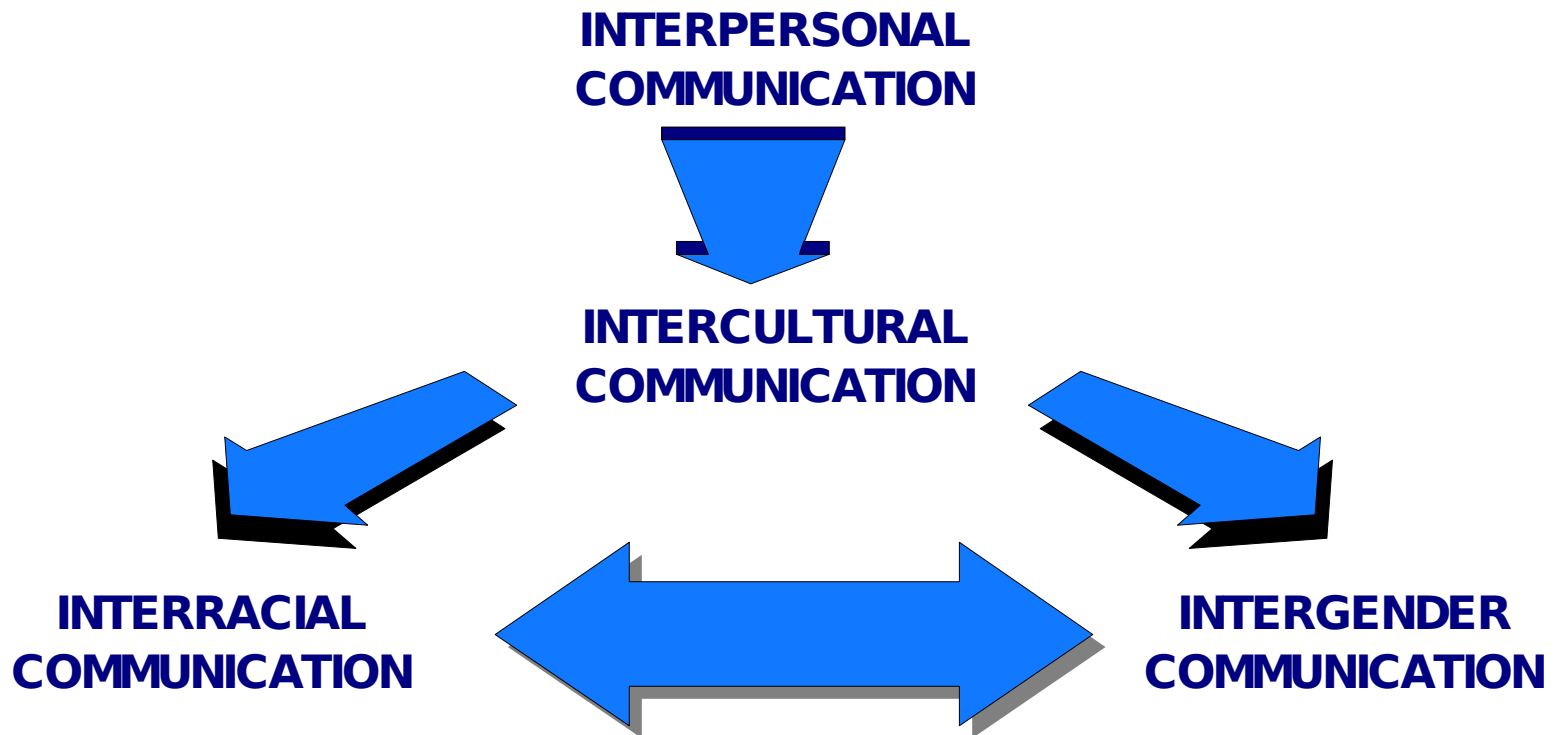 INTERPERSONAL
COMMUNICATION
INTERCULTURAL
COMMUNICATION
INTERRACIAL
COMMUNICATION
INTERGENDER
COMMUNICATION